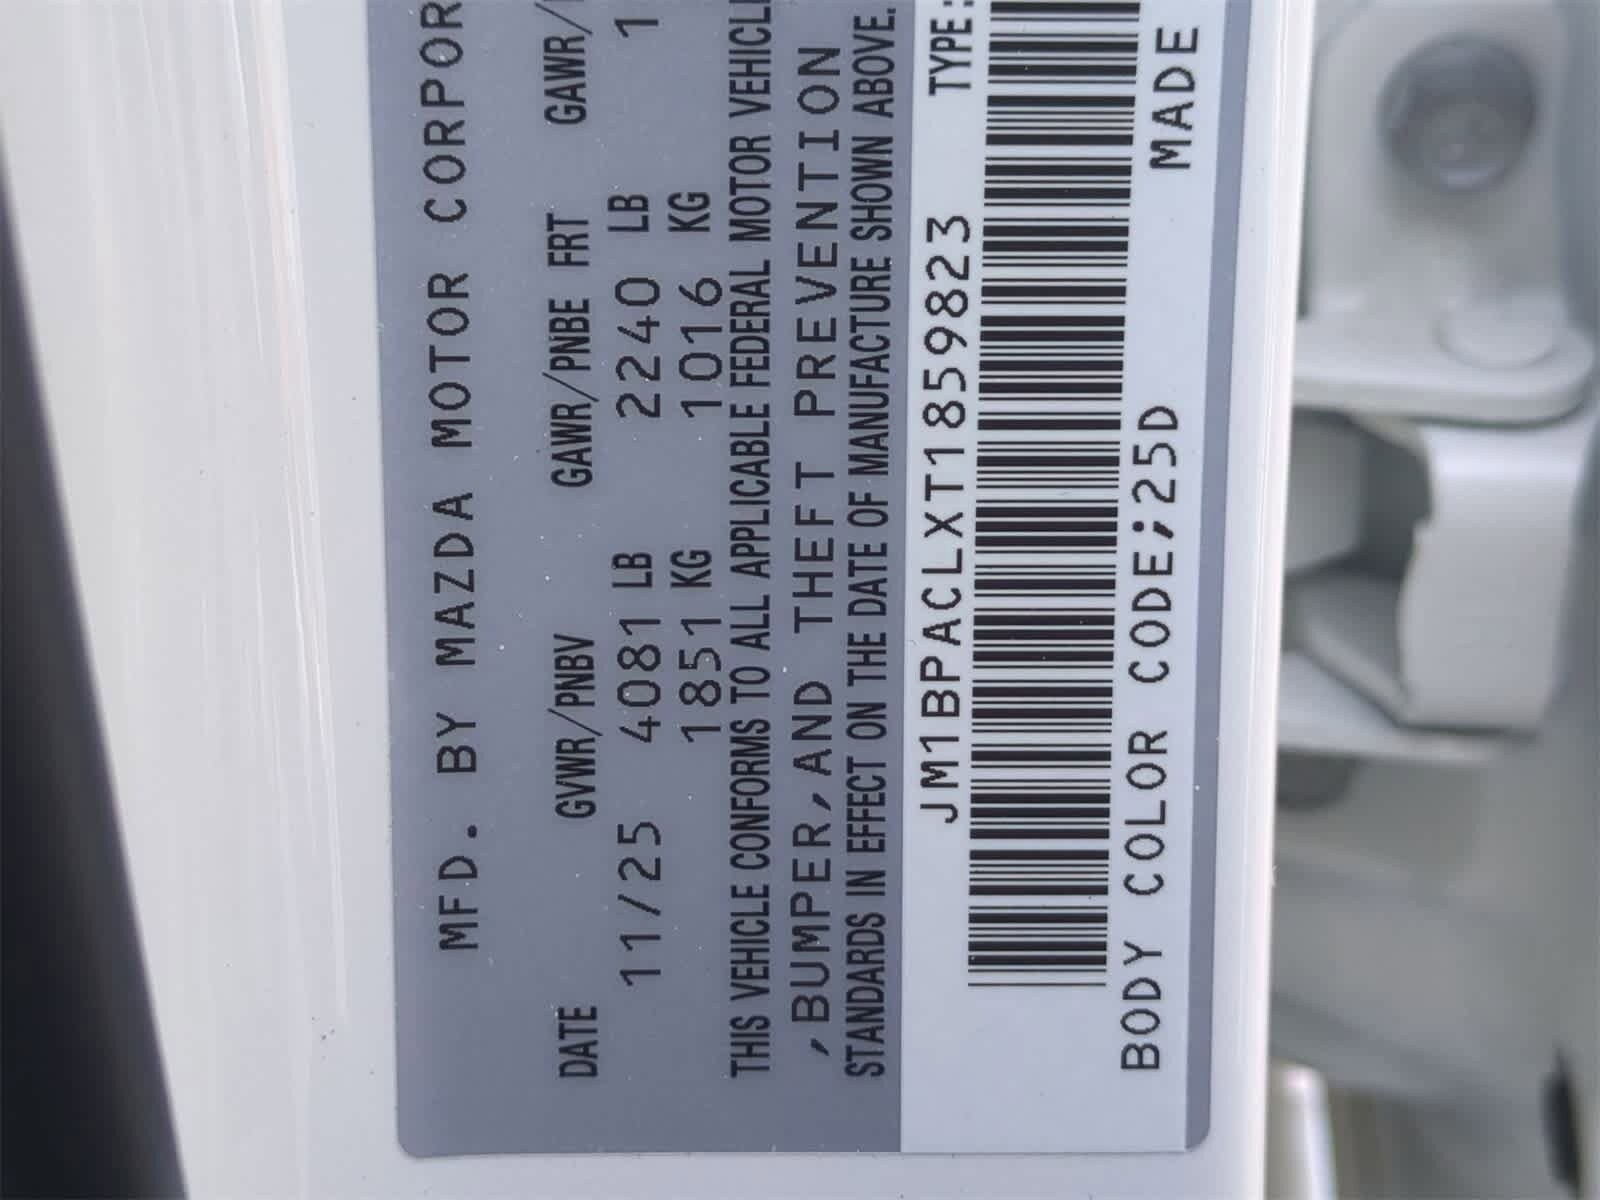 MFD. BY MAZDA MOTOR CORPOR
DATE GVWR/PNBV GAWR/PNBE FRT GAWR/
11/25 4081 LB 2240 LB 1
1851 KG 1016 KG
THIS VEHICLE CONFORMS TO ALL APPLICABLE FEDERAL MOTOR VEHICL
,BUMPER,AND THEFT PREVENTION
STANDARDS IN EFFECT ON THE DATE OF MANUFACTURE SHOWN ABOVE.
JM1BPACLXT1859823 TYPE:
BODY COLOR CODE;25D MADE